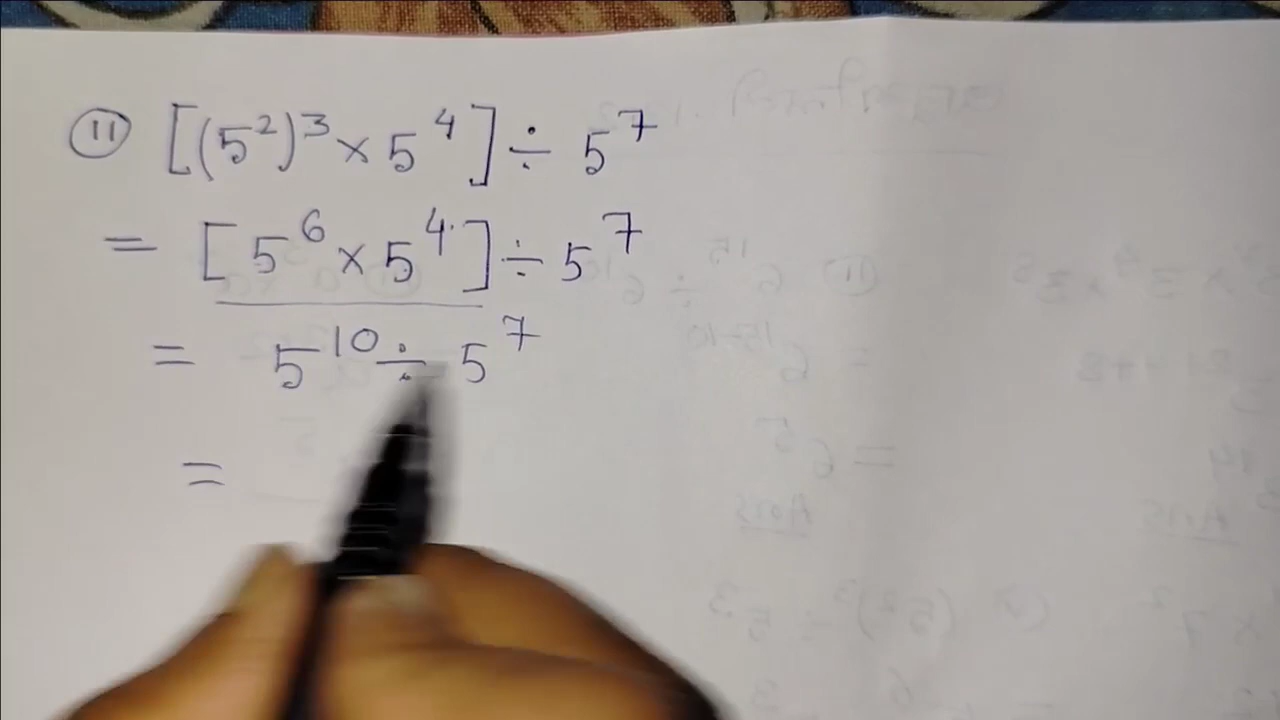 (11) [(5²)³ × 5⁴] ÷ 5⁷
= [5⁶ × 5⁴] ÷ 5⁷
= 5¹⁰ ÷ 5⁷
=